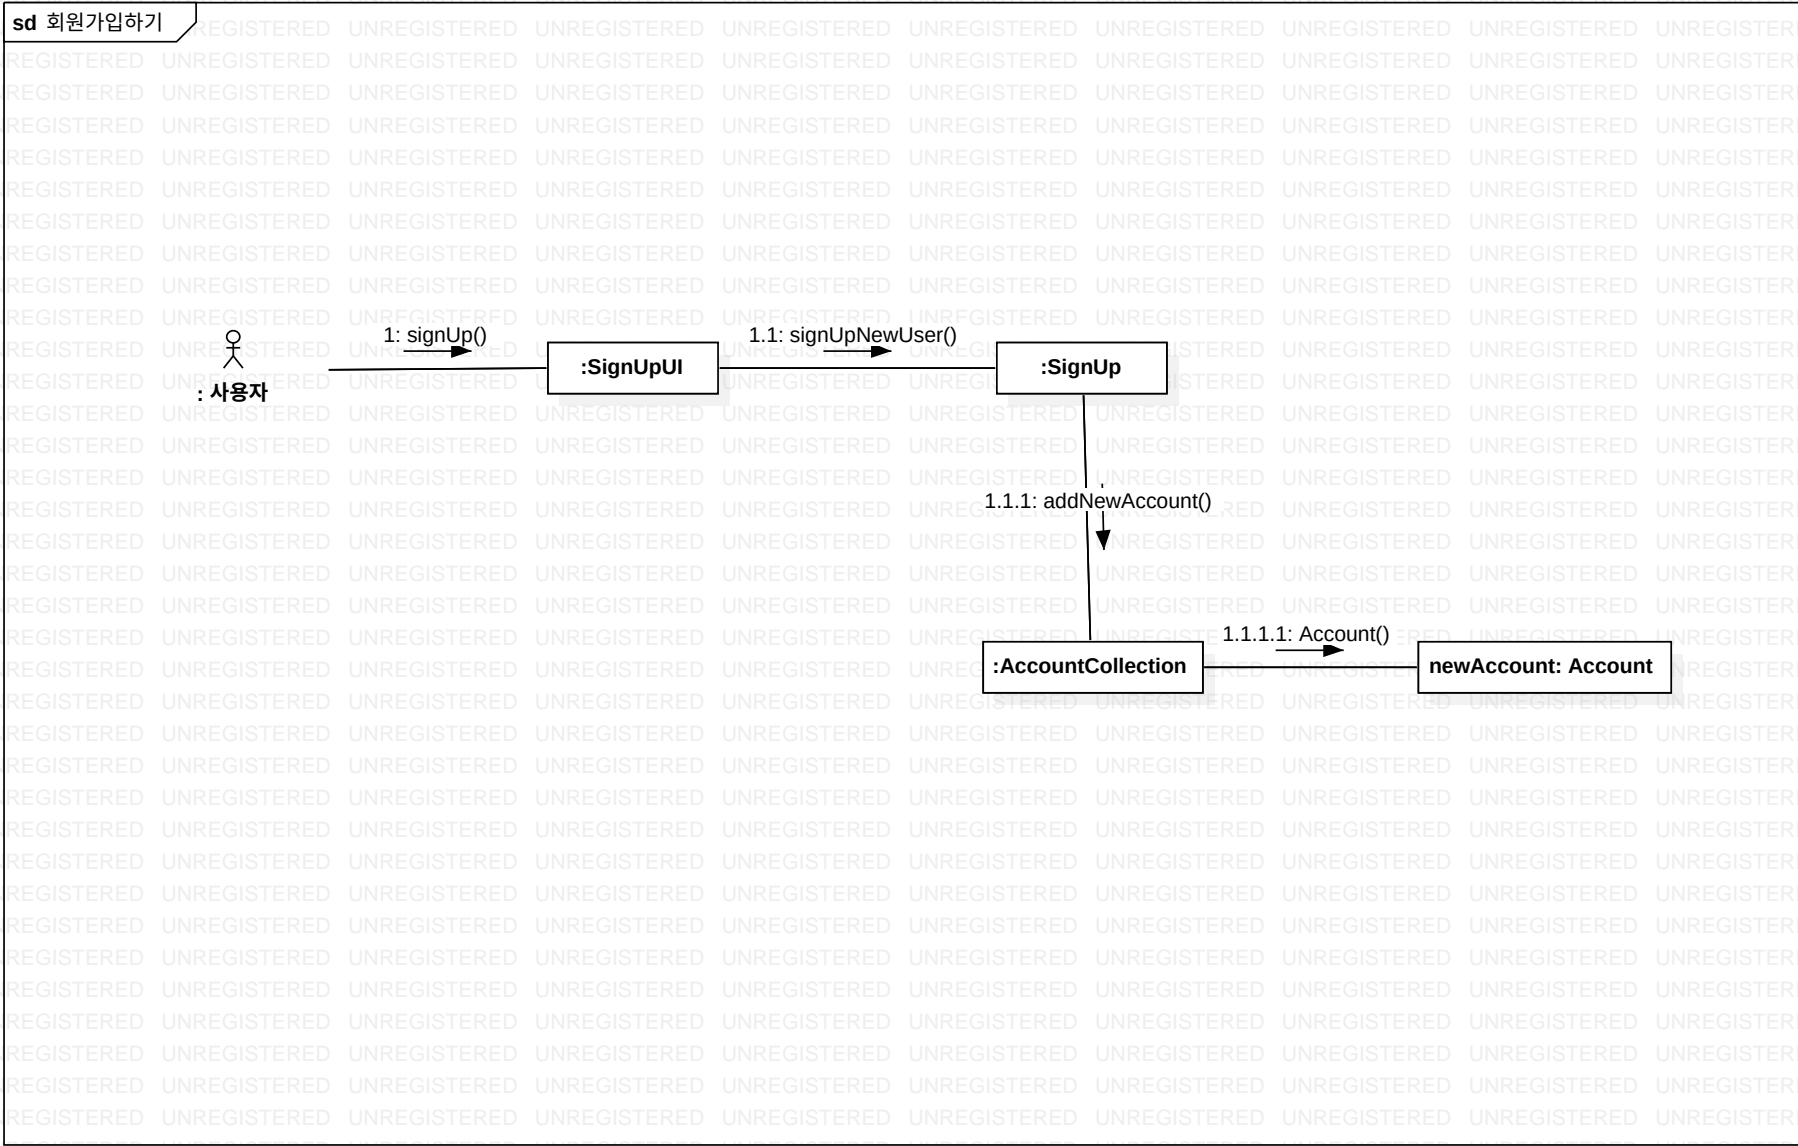 sd 회원가입하기
1: signUp()
1.1: signUpNewUser()
: 사용자
:SignUpUI
:SignUp
1.1.1: addNewAccount()
1.1.1.1: Account()
:AccountCollection
newAccount: Account
UNREGISTERED